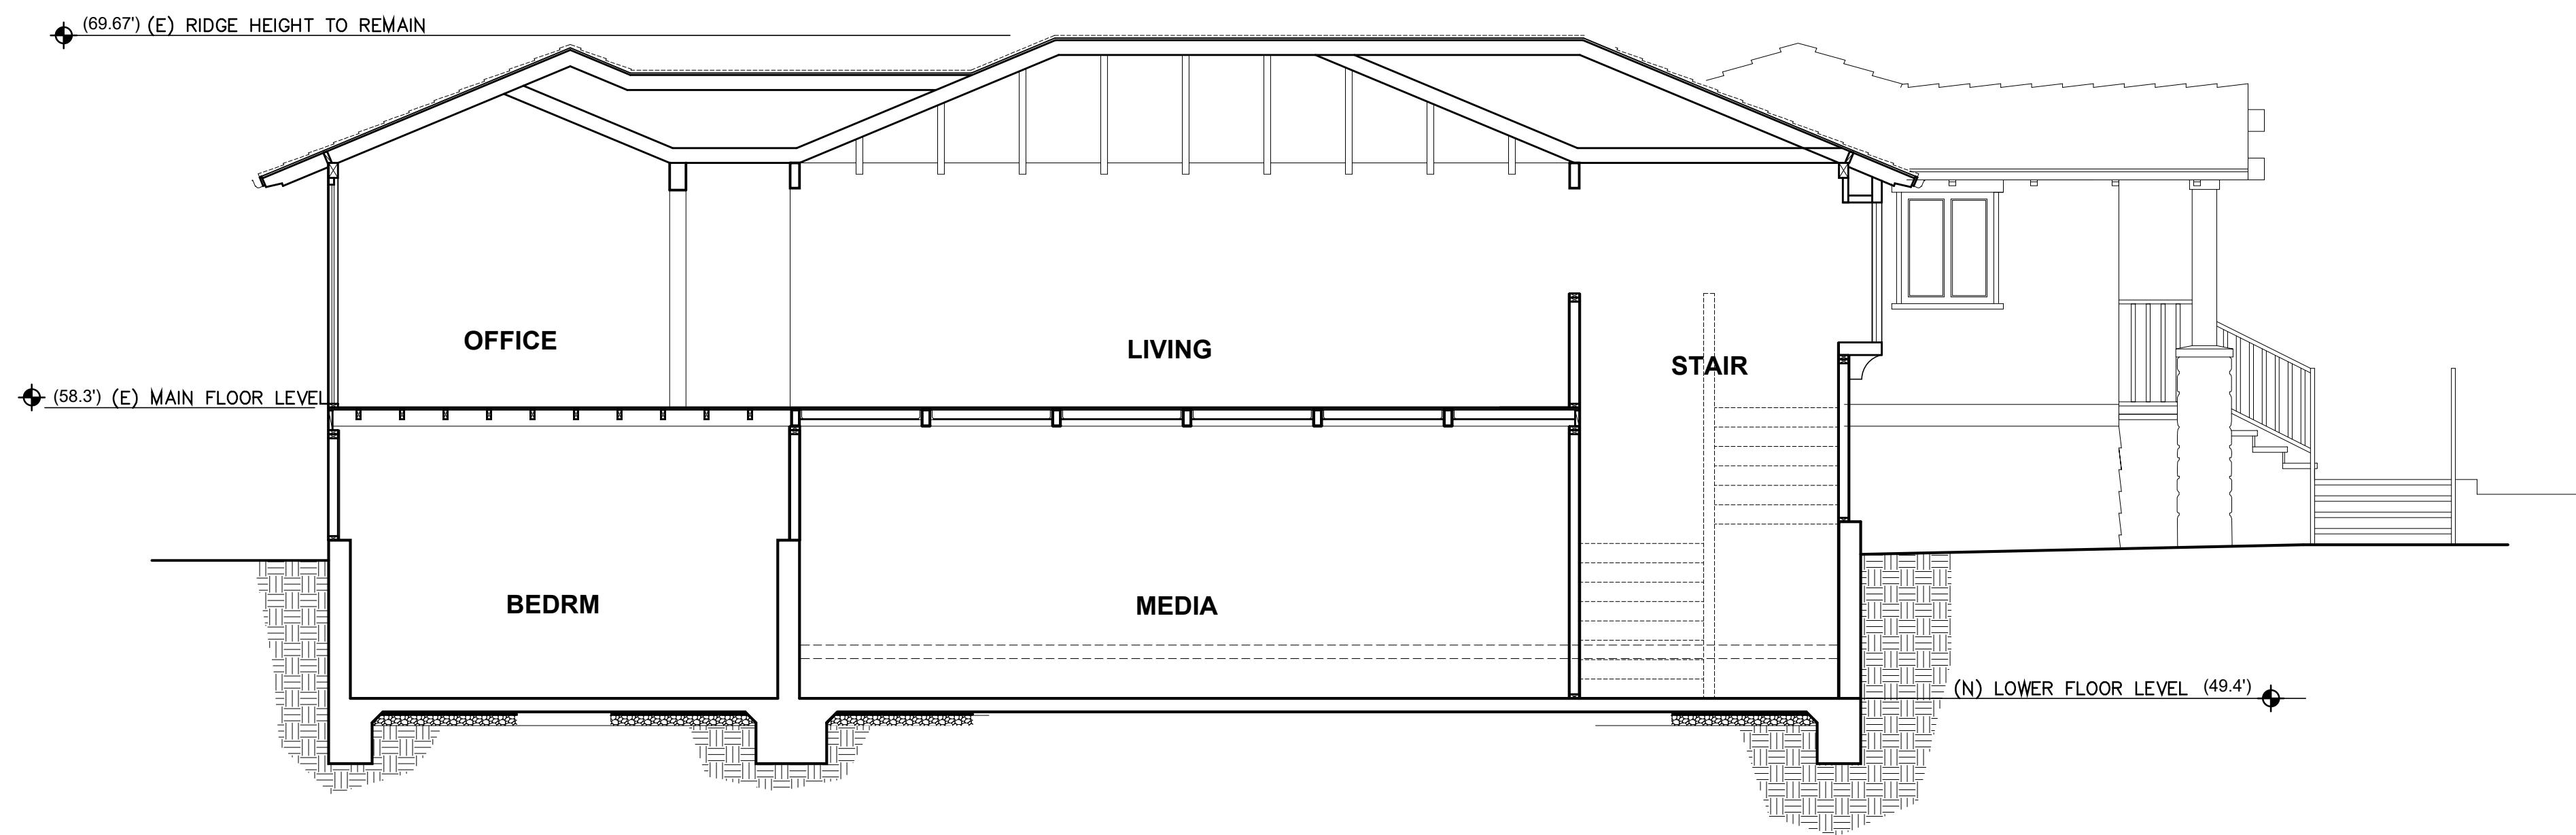 (69.67') (E) RIDGE HEIGHT TO REMAIN
OFFICE
LIVING
STAIR
(58.3') (E) MAIN FLOOR LEVEL
BEDRM
MEDIA
(N) LOWER FLOOR LEVEL (49.4')